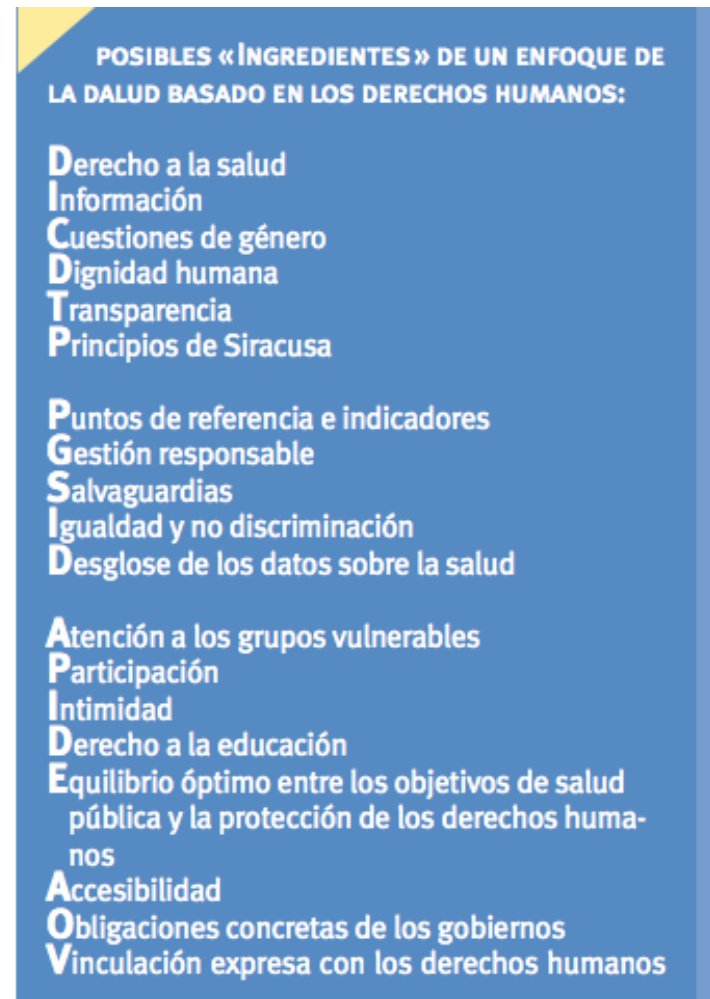 POSIBLES «INGREDIENTES» DE UN ENFOQUE DE
LA DALUD BASADO EN LOS DERECHOS HUMANOS:
Derecho a la salud
Información
Cuestiones de género
Dignidad humana
Transparencia
Principios de Siracusa
Puntos de referencia e indicadores
Gestión responsable
Salvaguardias
Igualdad y no discriminación
Desglose de los datos sobre la salud
Atención a los grupos vulnerables
Participación
Intimidad
Derecho a la educación
Equilibrio óptimo entre los objetivos de salud
pública y la protección de los derechos huma-
nos
Accesibilidad
Obligaciones concretas de los gobiernos
Vinculación expresa con los derechos humanos